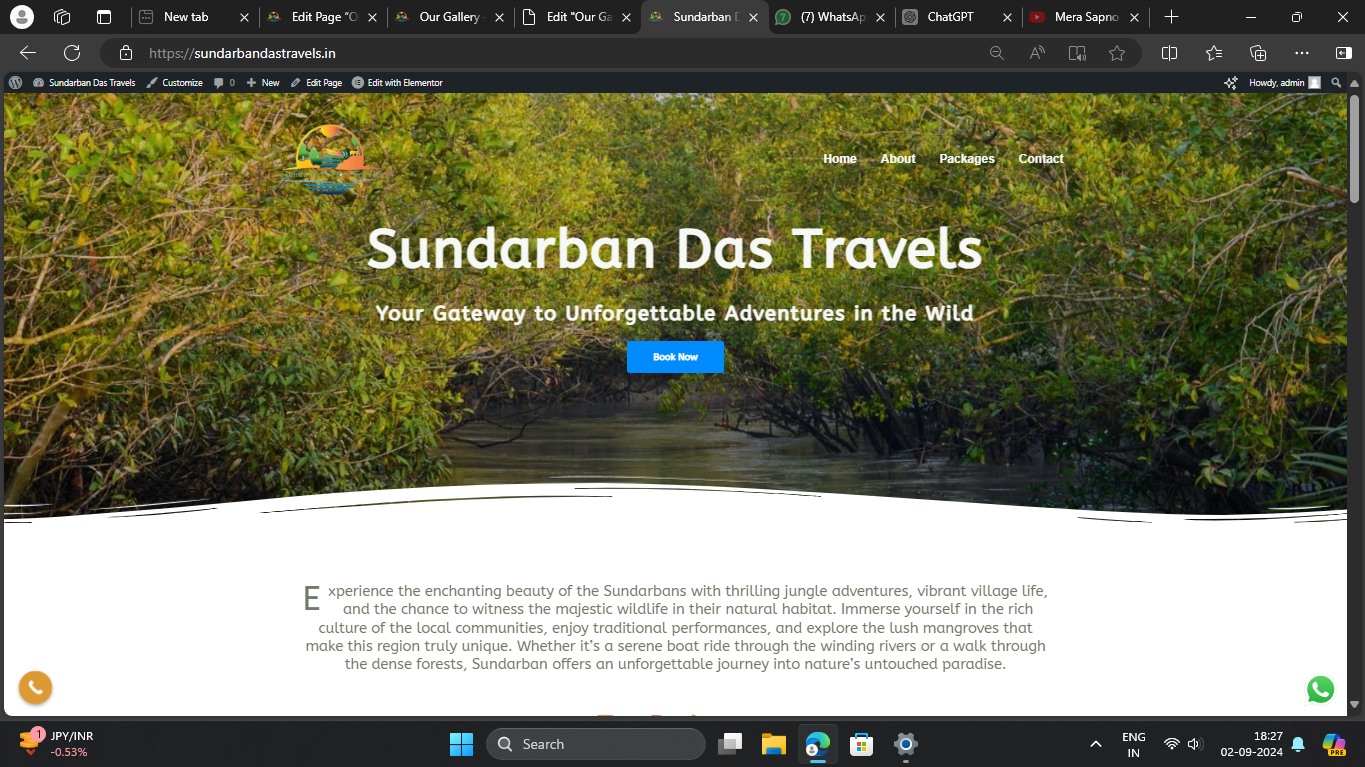 New tab
Edit Page "O
Our Gallery -
Edit "Our Ga
Sundarban D
(7) WhatsAp
ChatGPT
Mera Sapno
https://sundarbandastravels.in
Sundarban Das Travels
Customize
0
New
Edit Page
Edit with Elementor
Howdy, admin
Home
About
Packages
Contact
Sundarban Das Travels
Your Gateway to Unforgettable Adventures in the Wild
Book Now
Experience the enchanting beauty of the Sundarbans with thrilling jungle adventures, vibrant village life,
and the chance to witness the majestic wildlife in their natural habitat. Immerse yourself in the rich
culture of the local communities, enjoy traditional performances, and explore the lush mangroves that
make this region truly unique. Whether it's a serene boat ride through the winding rivers or a walk through
the dense forests, Sundarban offers an unforgettable journey into nature's untouched paradise.
1
JPY/INR
-0.53%
Search
ENG
IN
18:27
02-09-2024
PRE